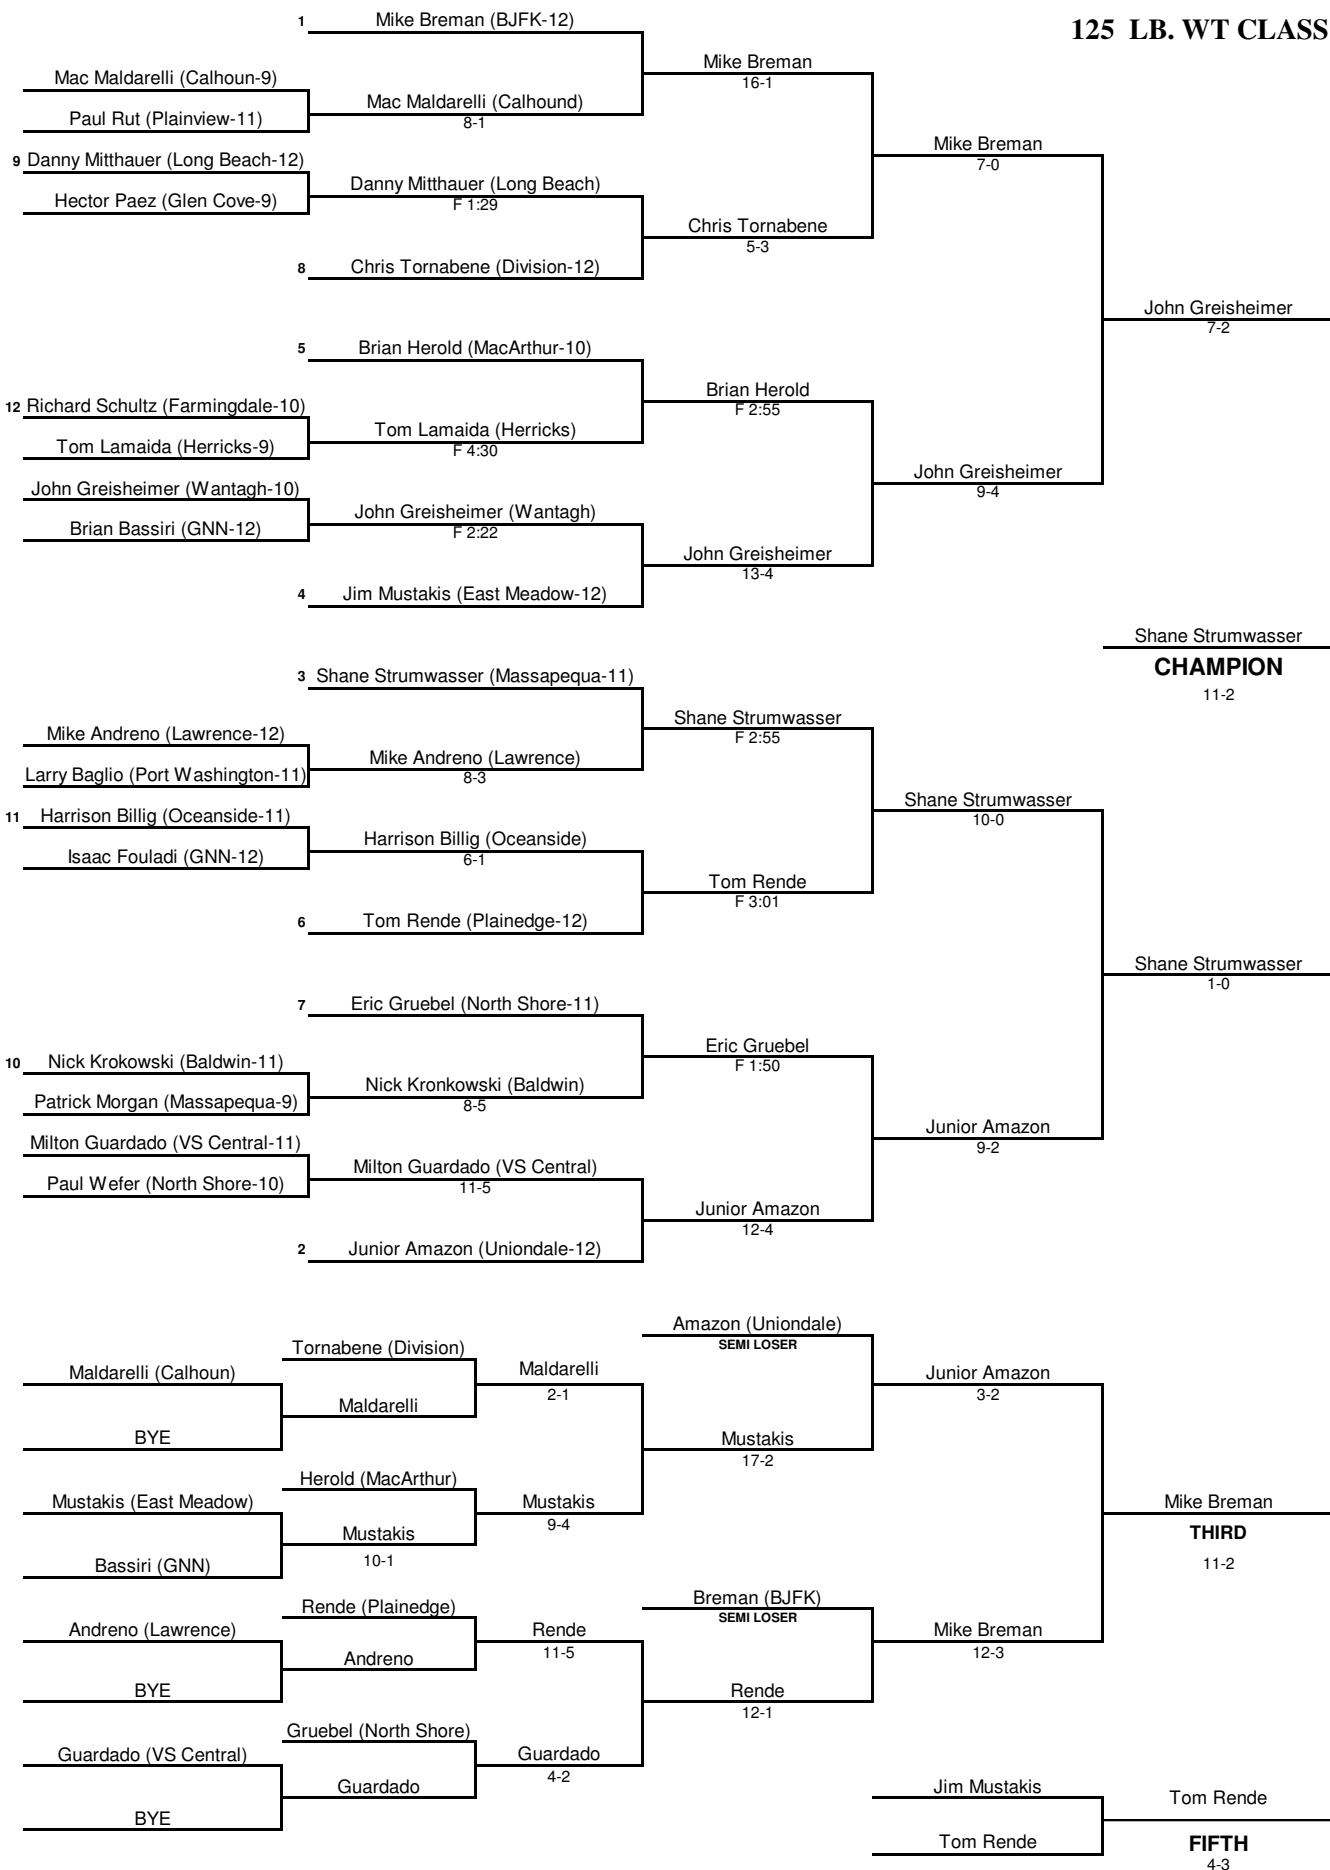 125 LB. WT CLASS
1 Mike Breman (BJFK-12)
Mike Breman
16-1
Mac Maldarelli (Calhoun-9)
Mac Maldarelli (Calhound)
8-1
Paul Rut (Plainview-11)
Mike Breman
7-0
9 Danny Mitthauer (Long Beach-12)
Danny Mitthauer (Long Beach)
F 1:29
Hector Paez (Glen Cove-9)
Chris Tornabene
5-3
8 Chris Tornabene (Division-12)
John Greisheimer
7-2
5 Brian Herold (MacArthur-10)
Brian Herold
F 2:55
12 Richard Schultz (Farmingdale-10)
Tom Lamaida (Herricks)
F 4:30
Tom Lamaida (Herricks-9)
John Greisheimer
9-4
John Greisheimer (Wantagh-10)
John Greisheimer (Wantagh)
F 2:22
Brian Bassiri (GNN-12)
John Greisheimer
13-4
4 Jim Mustakis (East Meadow-12)
Shane Strumwasser
CHAMPION
11-2
3 Shane Strumwasser (Massapequa-11)
Shane Strumwasser
F 2:55
Mike Andreno (Lawrence-12)
Mike Andreno (Lawrence)
8-3
Larry Baglio (Port Washington-11)
Shane Strumwasser
10-0
11 Harrison Billig (Oceanside-11)
Harrison Billig (Oceanside)
6-1
Isaac Fouladi (GNN-12)
Tom Rende
F 3:01
6 Tom Rende (Plainedge-12)
Shane Strumwasser
1-0
7 Eric Gruebel (North Shore-11)
Eric Gruebel
F 1:50
10 Nick Krokowski (Baldwin-11)
Nick Kronkowski (Baldwin)
8-5
Patrick Morgan (Massapequa-9)
Junior Amazon
9-2
Milton Guardado (VS Central-11)
Milton Guardado (VS Central)
11-5
Paul Wefer (North Shore-10)
Junior Amazon
12-4
2 Junior Amazon (Uniondale-12)
Amazon (Uniondale)
SEMI LOSER
Tornabene (Division)
Maldarelli (Calhoun)
Maldarelli
2-1
Junior Amazon
3-2
Maldarelli
BYE
Mustakis
17-2
Herold (MacArthur)
Mustakis (East Meadow)
Mustakis
9-4
Mike Breman
THIRD
11-2
Mustakis
10-1
Bassiri (GNN)
Breman (BJFK)
SEMI LOSER
Rende (Plainedge)
Andreno (Lawrence)
Rende
11-5
Mike Breman
12-3
Andreno
BYE
Rende
12-1
Gruebel (North Shore)
Guardado (VS Central)
Guardado
4-2
Guardado
BYE
Jim Mustakis
Tom Rende
Tom Rende
FIFTH
4-3